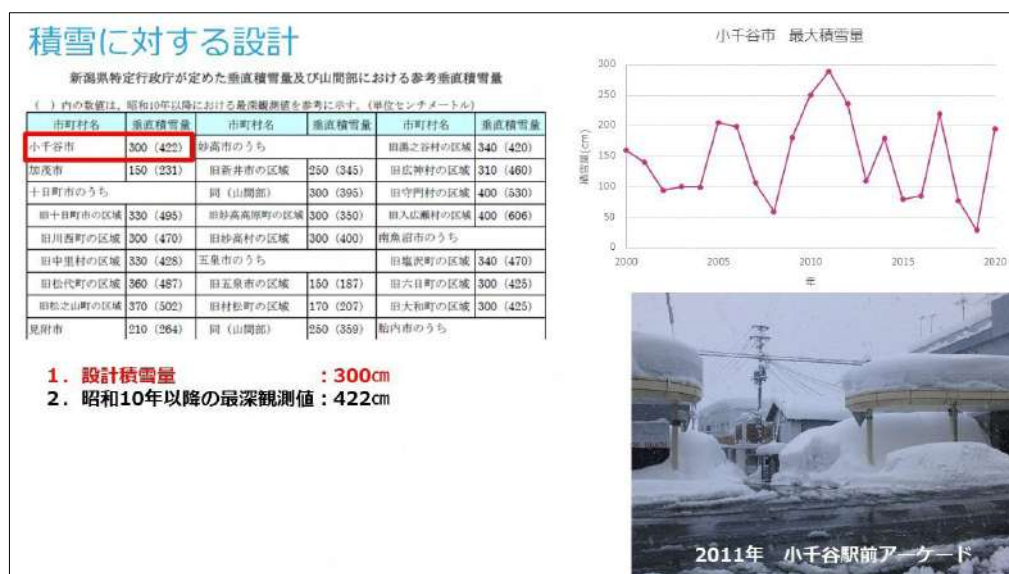 積雪に対する設計
新潟県特定行政庁が定めた垂直積雪量及び山間部における参考垂直積雪量
( )内の数値は、昭和10年以降における最深観測値を参考に示す。(単位センチメートル)
市町村名 垂直積雪量 市町村名 垂直積雪量 市町村名 垂直積雪量
小千谷市 300 (422) 妙高市のうち 旧湯之谷村の区域 340 (420)
加茂市 150 (231) 旧新井市の区域 250 (345) 旧広神村の区域 310 (460)
十日町市のうち 同 (山間部) 300 (395) 旧守門村の区域 400 (530)
旧十日町市の区域 330 (495) 旧妙高高原町の区域 300 (350) 旧入広瀬村の区域 400 (606)
旧川西町の区域 300 (470) 旧妙高村の区域 300 (400) 南魚沼市のうち
旧中里村の区域 330 (428) 五泉市のうち 旧塩沢町の区域 340 (470)
旧松代町の区域 360 (487) 旧五泉市の区域 150 (187) 旧六日町の区域 300 (425)
旧松之山町の区域 370 (502) 旧村松町の区域 170 (207) 旧大和町の区域 300 (425)
見附市 210 (264) 同 (山間部) 250 (359) 胎内市のうち
1. 設計積雪量 :300㎝
2. 昭和10年以降の最深観測値:422㎝
小千谷市 最大積雪量
300
250
200
150
100
50
0
積雪量(cm)
2000 2005 2010 2015 2020
年
2011年 小千谷駅前アーケード